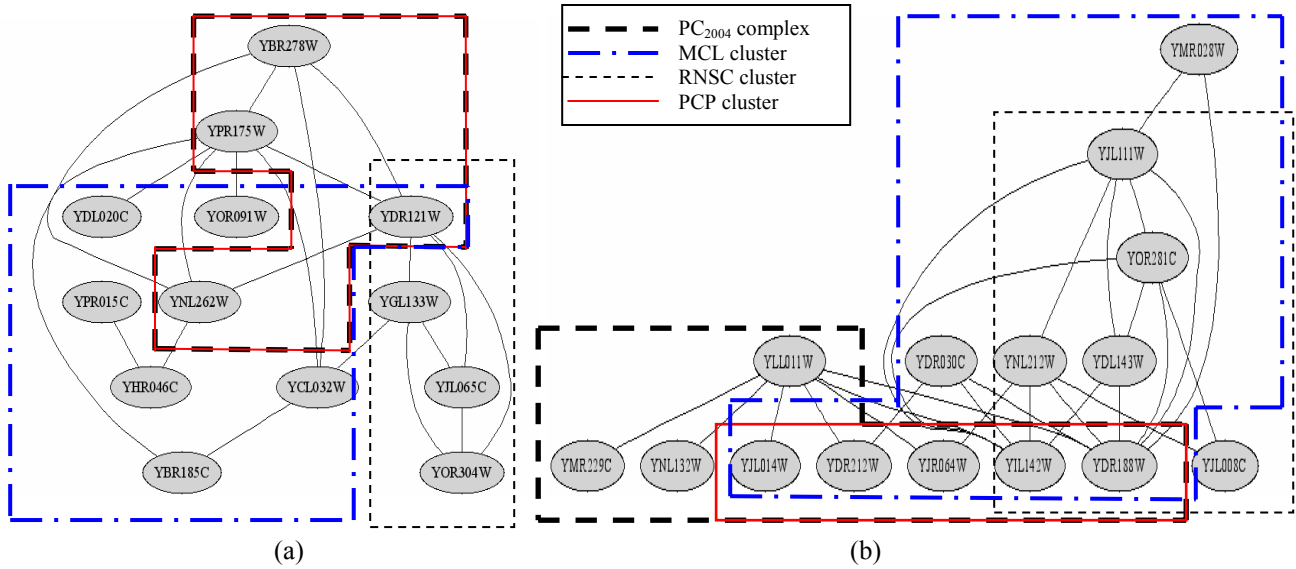 PC2004 complex
MCL cluster
RNSC cluster
PCP cluster
YBR278W
YPR175W
YDL020C
YOR091W
YDR121W
YPR015C
YNL262W
YGL133W
YHR046C
YCL032W
YJL065C
YBR185C
YOR304W
(a)
YMR028W
YJL111W
YOR281C
YLL011W
YDR030C
YNL212W
YDL143W
YMR229C
YNL132W
YJL014W
YDR212W
YJR064W
YIL142W
YDR188W
YJL008C
(b)